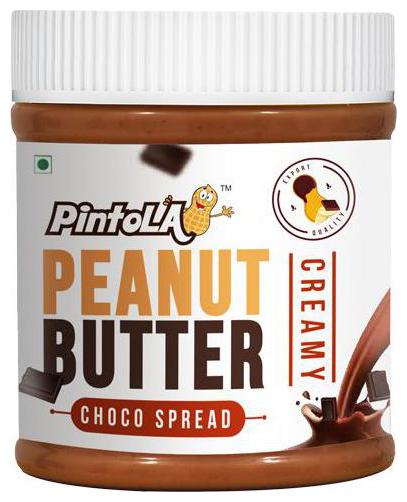 PintoLA TM
EXPORT
QUALITY
PEANUT
BUTTER
CREAMY
CHOCO SPREAD